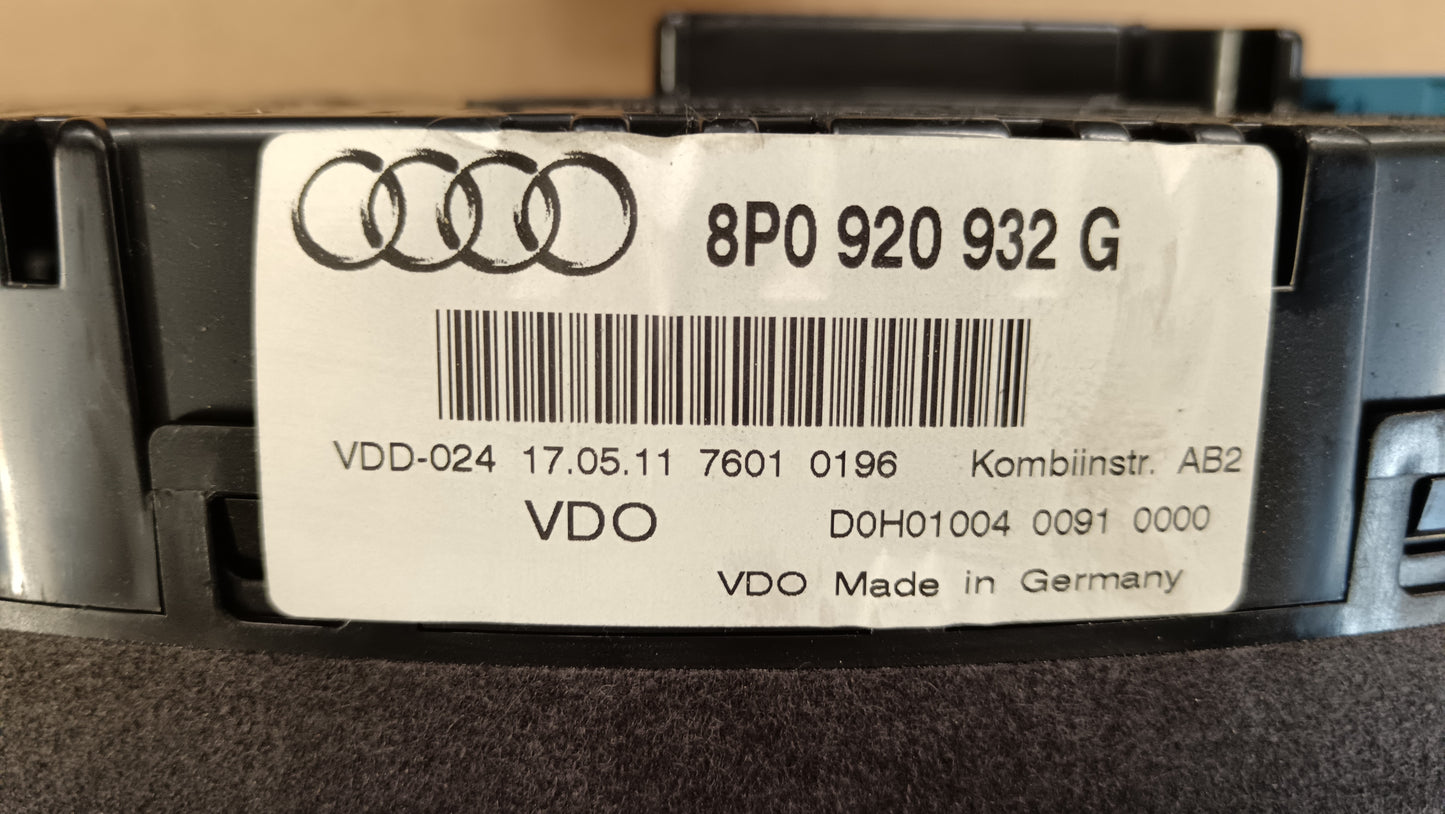 8P0 920 932 G
VDD-024 17.05.11 7601 0196 Kombiinstr. AB2
VDO D0H01004 0091 0000
VDO Made in Germany